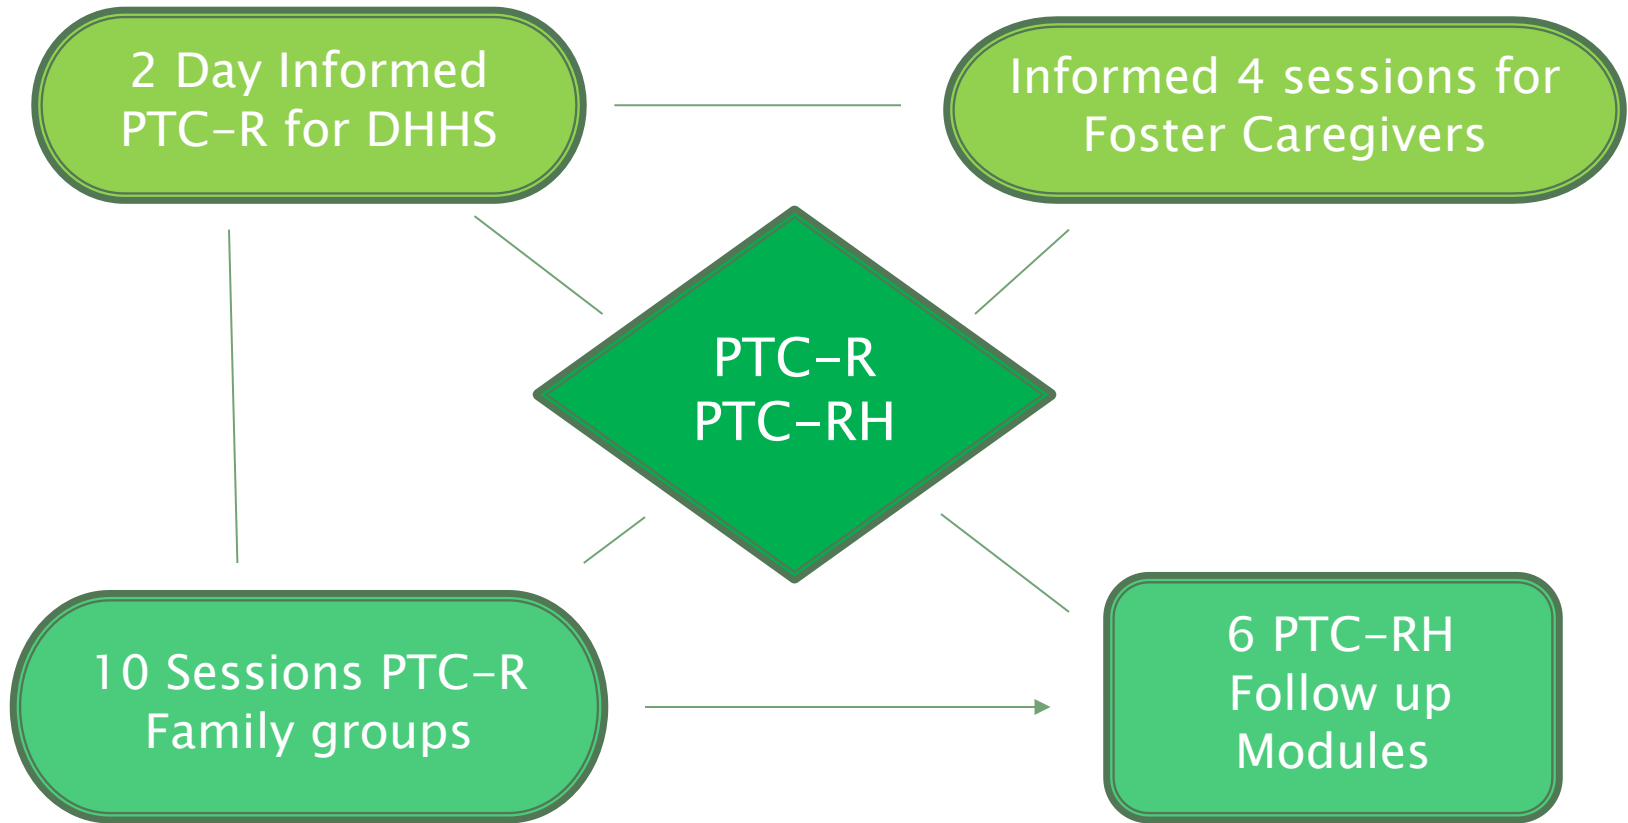 2 Day Informed
PTC-R for DHHS
Informed 4 sessions for
Foster Caregivers
PTC-R
PTC-RH
10 Sessions PTC-R
Family groups
6 PTC-RH
Follow up
Modules